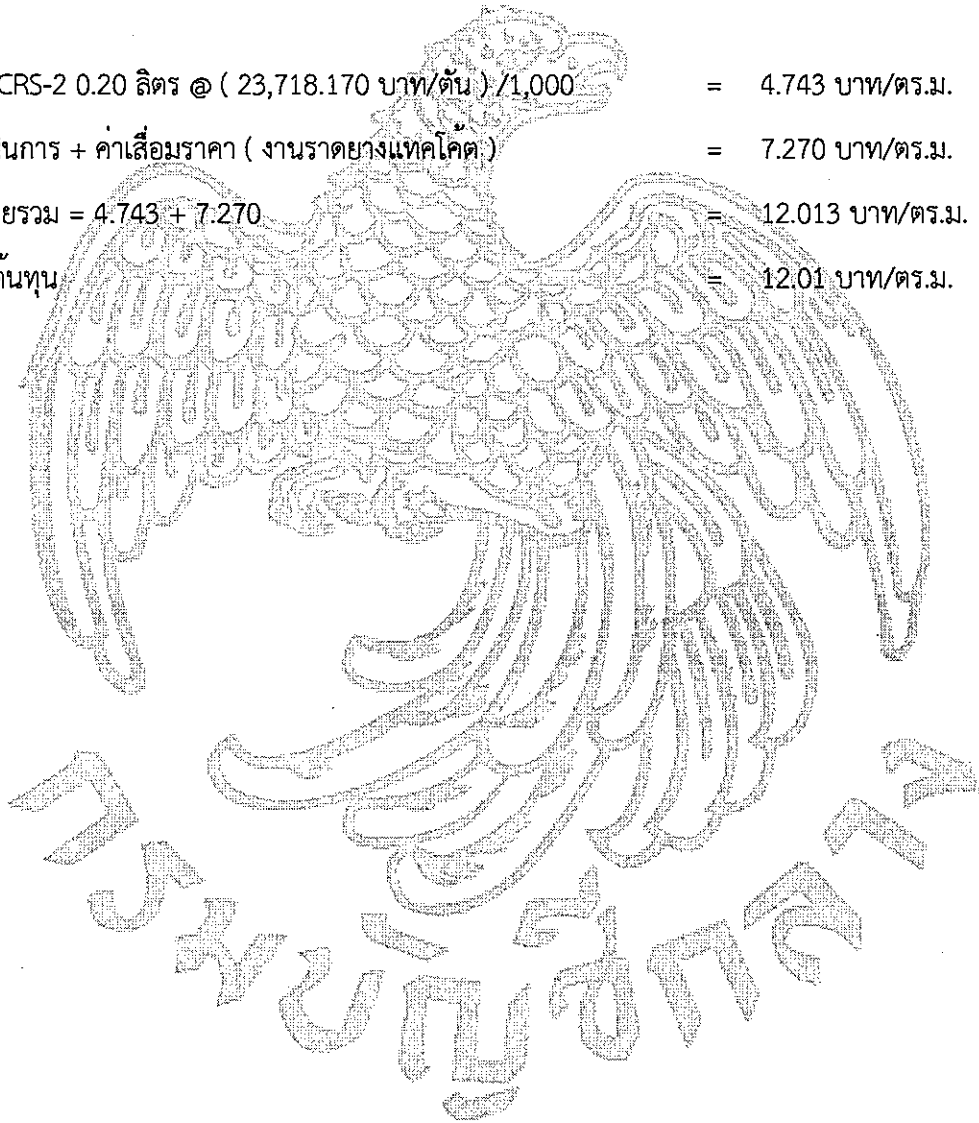 CRS-2 0.20 ลิตร @ ( 23,718.170 บาท/ตัน ) /1,000 = 4.743 บาท/ตร.ม.
นการ + ค่าเสื่อมราคา ( งานราดยางแทคโค้ต ) = 7.270 บาท/ตร.ม.
ยรวม = 4.743 + 7.270 = 12.013 บาท/ตร.ม.
ต้นทุน = 12.01 บาท/ตร.ม.